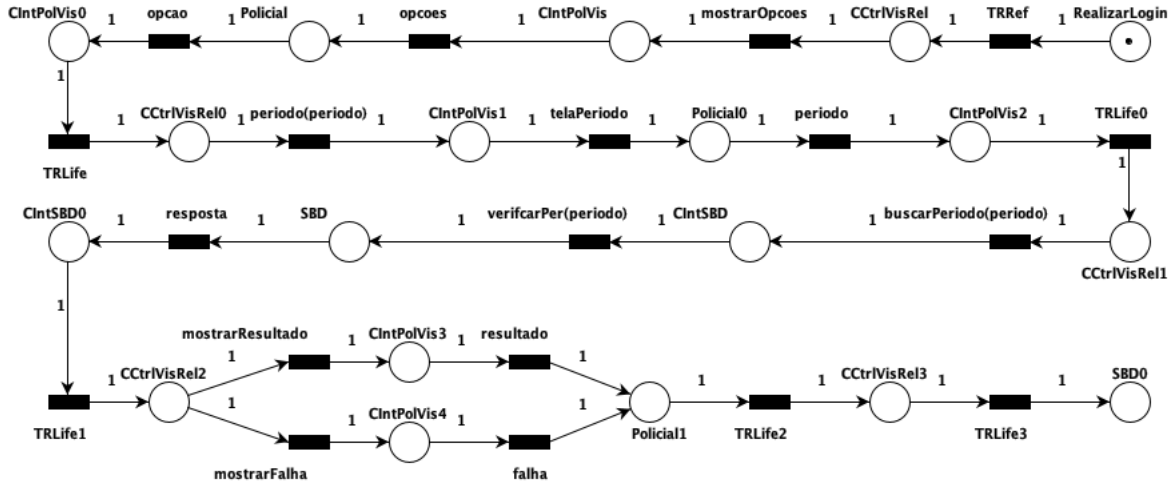 CIntPolVis0 1 opcao 1 Policial 1 opcoes 1 CIntPolVis 1 mostrarOpcoes 1 CCtrlVisRel 1 TRRef 1 RealizarLogin
1
1 CCtrlVisRel0 1 periodo(periodo) 1 CIntPolVis1 1 telaPeriodo 1 Policial0 1 periodo 1 CIntPolVis2 1 TRLife0
TRLife 1
CIntSBD0 1 resposta 1 SBD 1 verifcarPer(periodo) 1 CIntSBD 1 buscarPeriodo(periodo) 1
CCtrlVisRel1
1
mostrarResultado 1 CIntPolVis3 1 resultado
1 CCtrlVisRel2 1 1 1 CCtrlVisRel3 1 1 SBD0
1 1 CIntPolVis4 1 1
TRLife1 Policial1 TRLife2 TRLife3
mostrarFalha falha